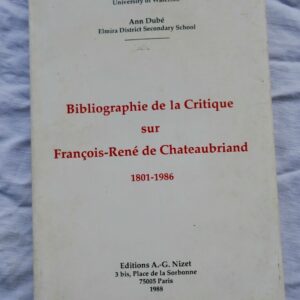 University of Waterloo
Ann Dubé
Elmira District Secondary School
Bibliographie de la Critique
sur
François-René de Chateaubriand
1801-1986
Editions A.-G. Nizet
3 bis, Place de la Sorbonne
75005 Paris
1988